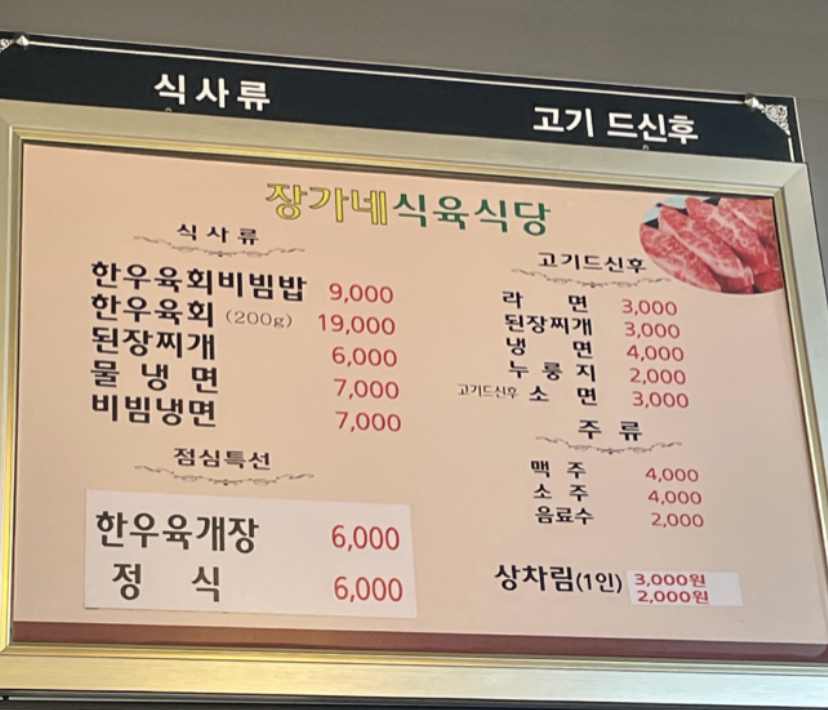 식사류
고기 드신후
장가네식육식당
식사류
한우육회비빔밥 9,000
한우육회 (200g) 19,000
된장찌개 6,000
물냉면 7,000
비빔냉면 7,000
점심특선
한우육개장 6,000
정식 6,000
고기드신후
라면 3,000
된장찌개 3,000
냉면 4,000
누룽지 2,000
고기드신후 소면 3,000
주류
맥주 4,000
소주 4,000
음료수 2,000
상차림(1인) 3,000원
2,000원